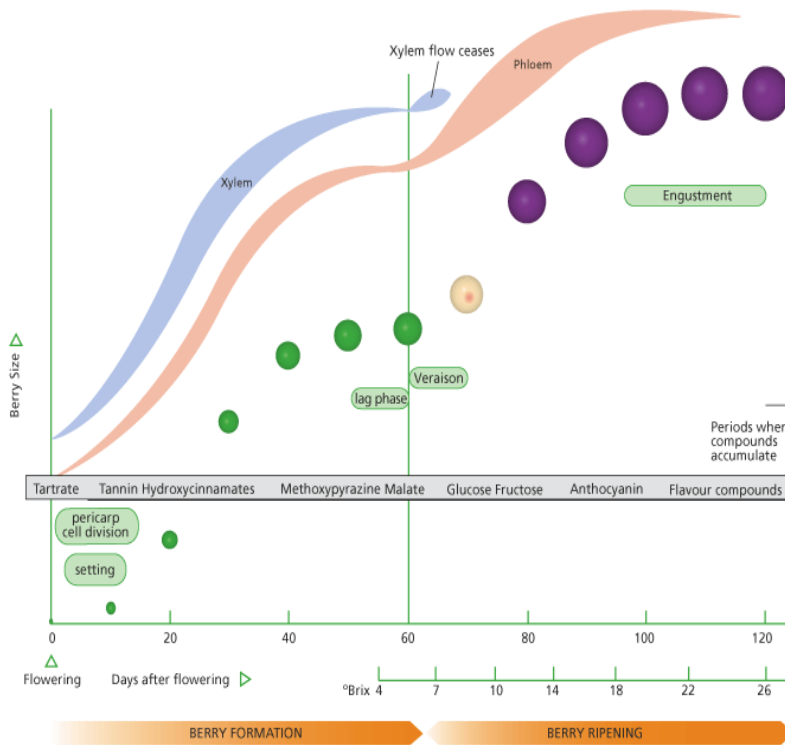 Xylem flow ceases
Phloem
Xylem
Engustment
Berry Size
Veraison
lag phase
Periods when
compounds
accumulate
Tartrate Tannin Hydroxycinnamates Methoxypyrazine Malate Glucose Fructose Anthocyanin Flavour compounds
pericarp
cell division
setting
0 20 40 60 80 100 120
Flowering Days after flowering
ºBrix 4 7 10 14 18 22 26
BERRY FORMATION BERRY RIPENING